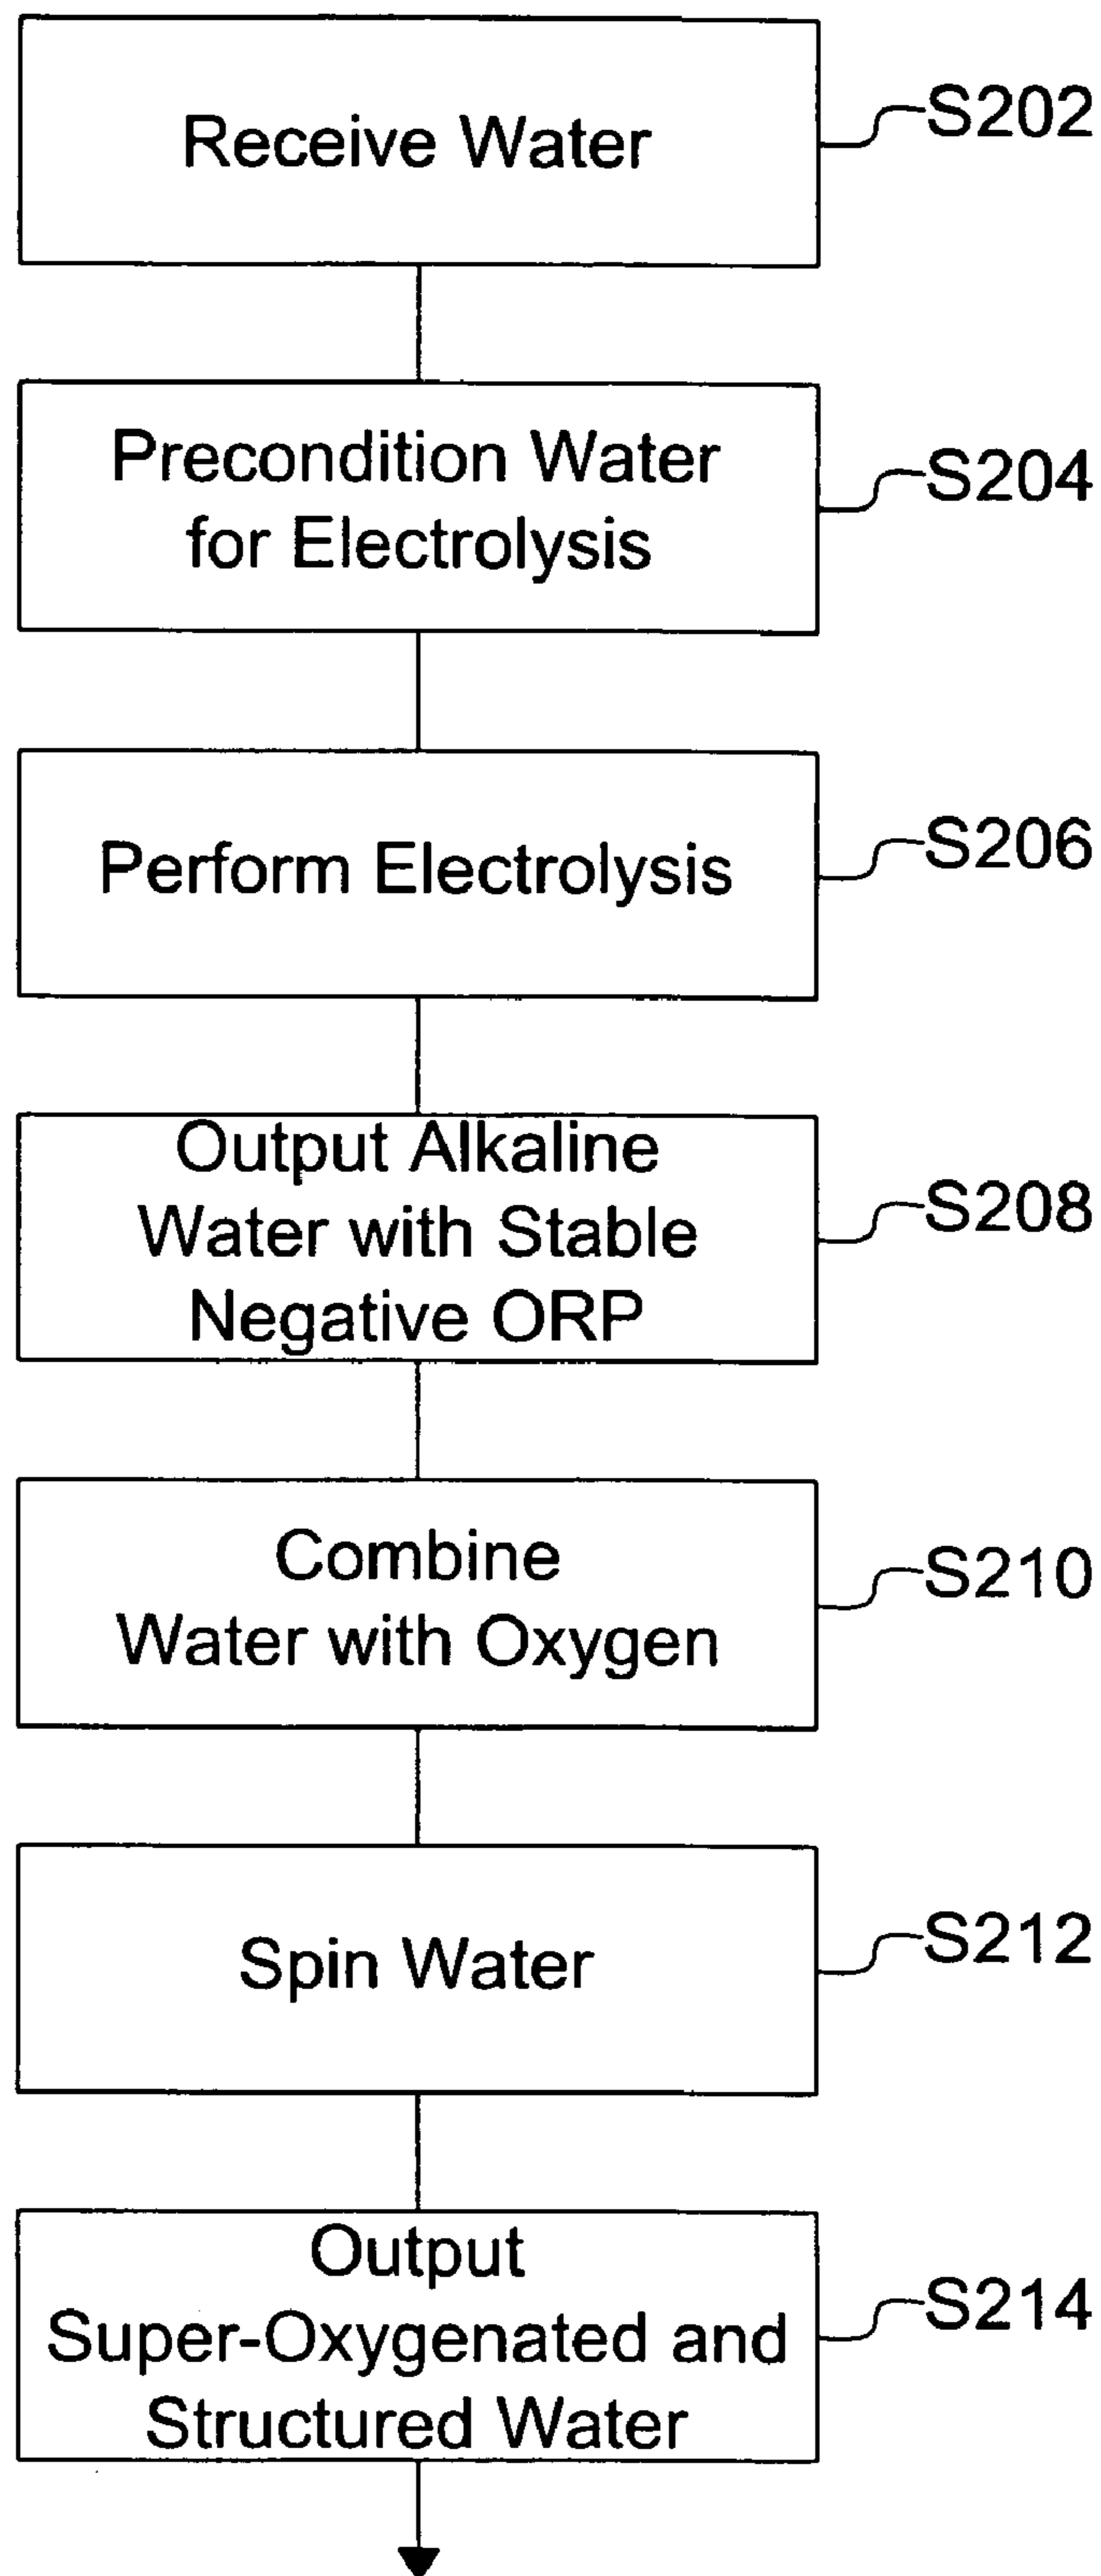 Receive Water
S202
Precondition Water
for Electrolysis
S204
Perform Electrolysis
S206
Output Alkaline
Water with Stable
Negative ORP
S208
Combine
Water with Oxygen
S210
Spin Water
S212
Output
Super-Oxygenated and
Structured Water
S214